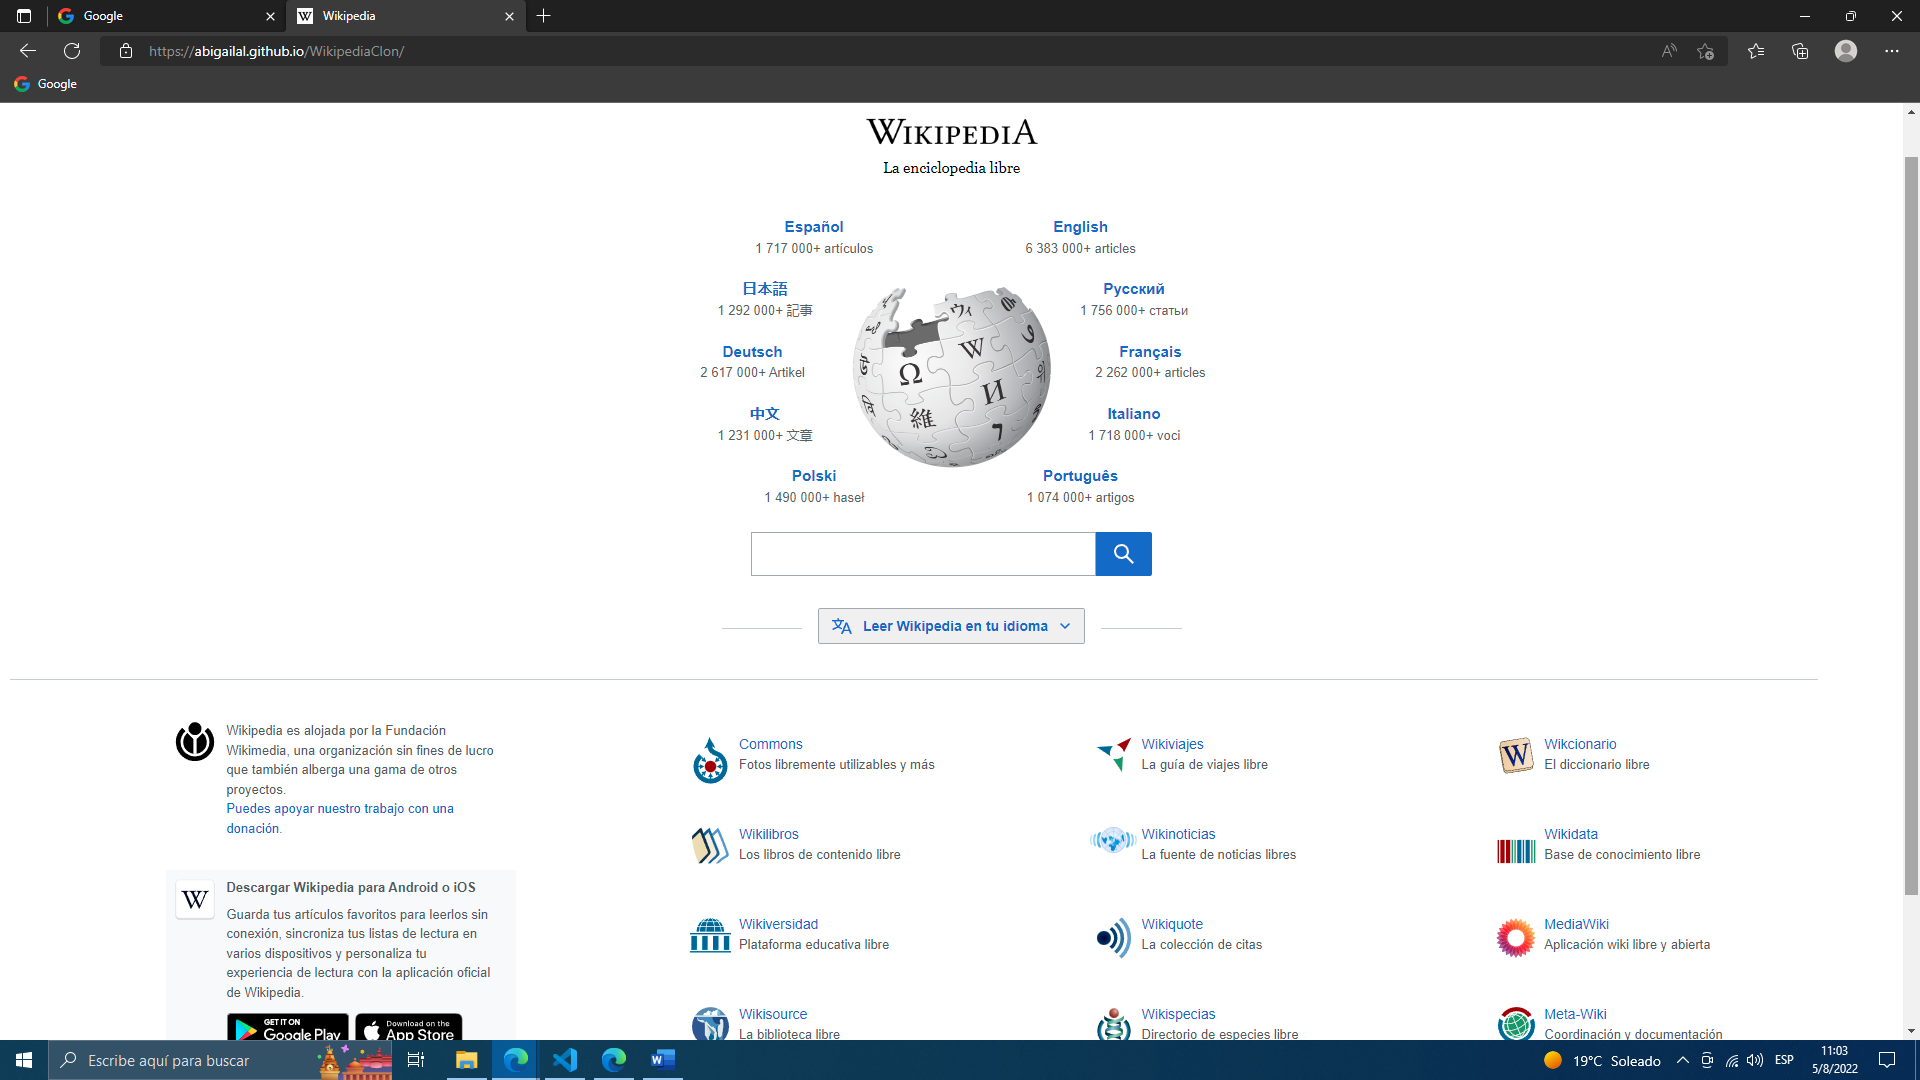 Google
Wikipedia
https://abigailal.github.io/WikipediaClon/
Google
WIKIPEDIA
La enciclopedia libre
Español
1 717 000+ artículos
English
6 383 000+ articles
日本語
1 292 000+ 記事
Русский
1 756 000+ статьи
Deutsch
2 617 000+ Artikel
Français
2 262 000+ articles
中文
1 231 000+ 文章
Italiano
1 718 000+ voci
Polski
1 490 000+ haseł
Português
1 074 000+ artigos
Ω
W
И
維
ウィ
Leer Wikipedia en tu idioma
Wikipedia es alojada por la Fundación
Wikimedia, una organización sin fines de lucro
que también alberga una gama de otros
proyectos.
Puedes apoyar nuestro trabajo con una
donación.
W
Descargar Wikipedia para Android o iOS
Guarda tus artículos favoritos para leerlos sin
conexión, sincroniza tus listas de lectura en
varios dispositivos y personaliza tu
experiencia de lectura con la aplicación oficial
de Wikipedia.
GET IT ON
Google Play
Download on the
App Store
Commons
Fotos libremente utilizables y más
Wikiviajes
La guía de viajes libre
W
Wikcionario
El diccionario libre
Wikilibros
Los libros de contenido libre
Wikinoticias
La fuente de noticias libres
Wikidata
Base de conocimiento libre
Wikiversidad
Plataforma educativa libre
Wikiquote
La colección de citas
MediaWiki
Aplicación wiki libre y abierta
Wikisource
La biblioteca libre
Wikispecias
Directorio de especies libre
Meta-Wiki
Coordinación y documentación
Escribe aquí para buscar
19°C Soleado
ESP
11:03
5/8/2022